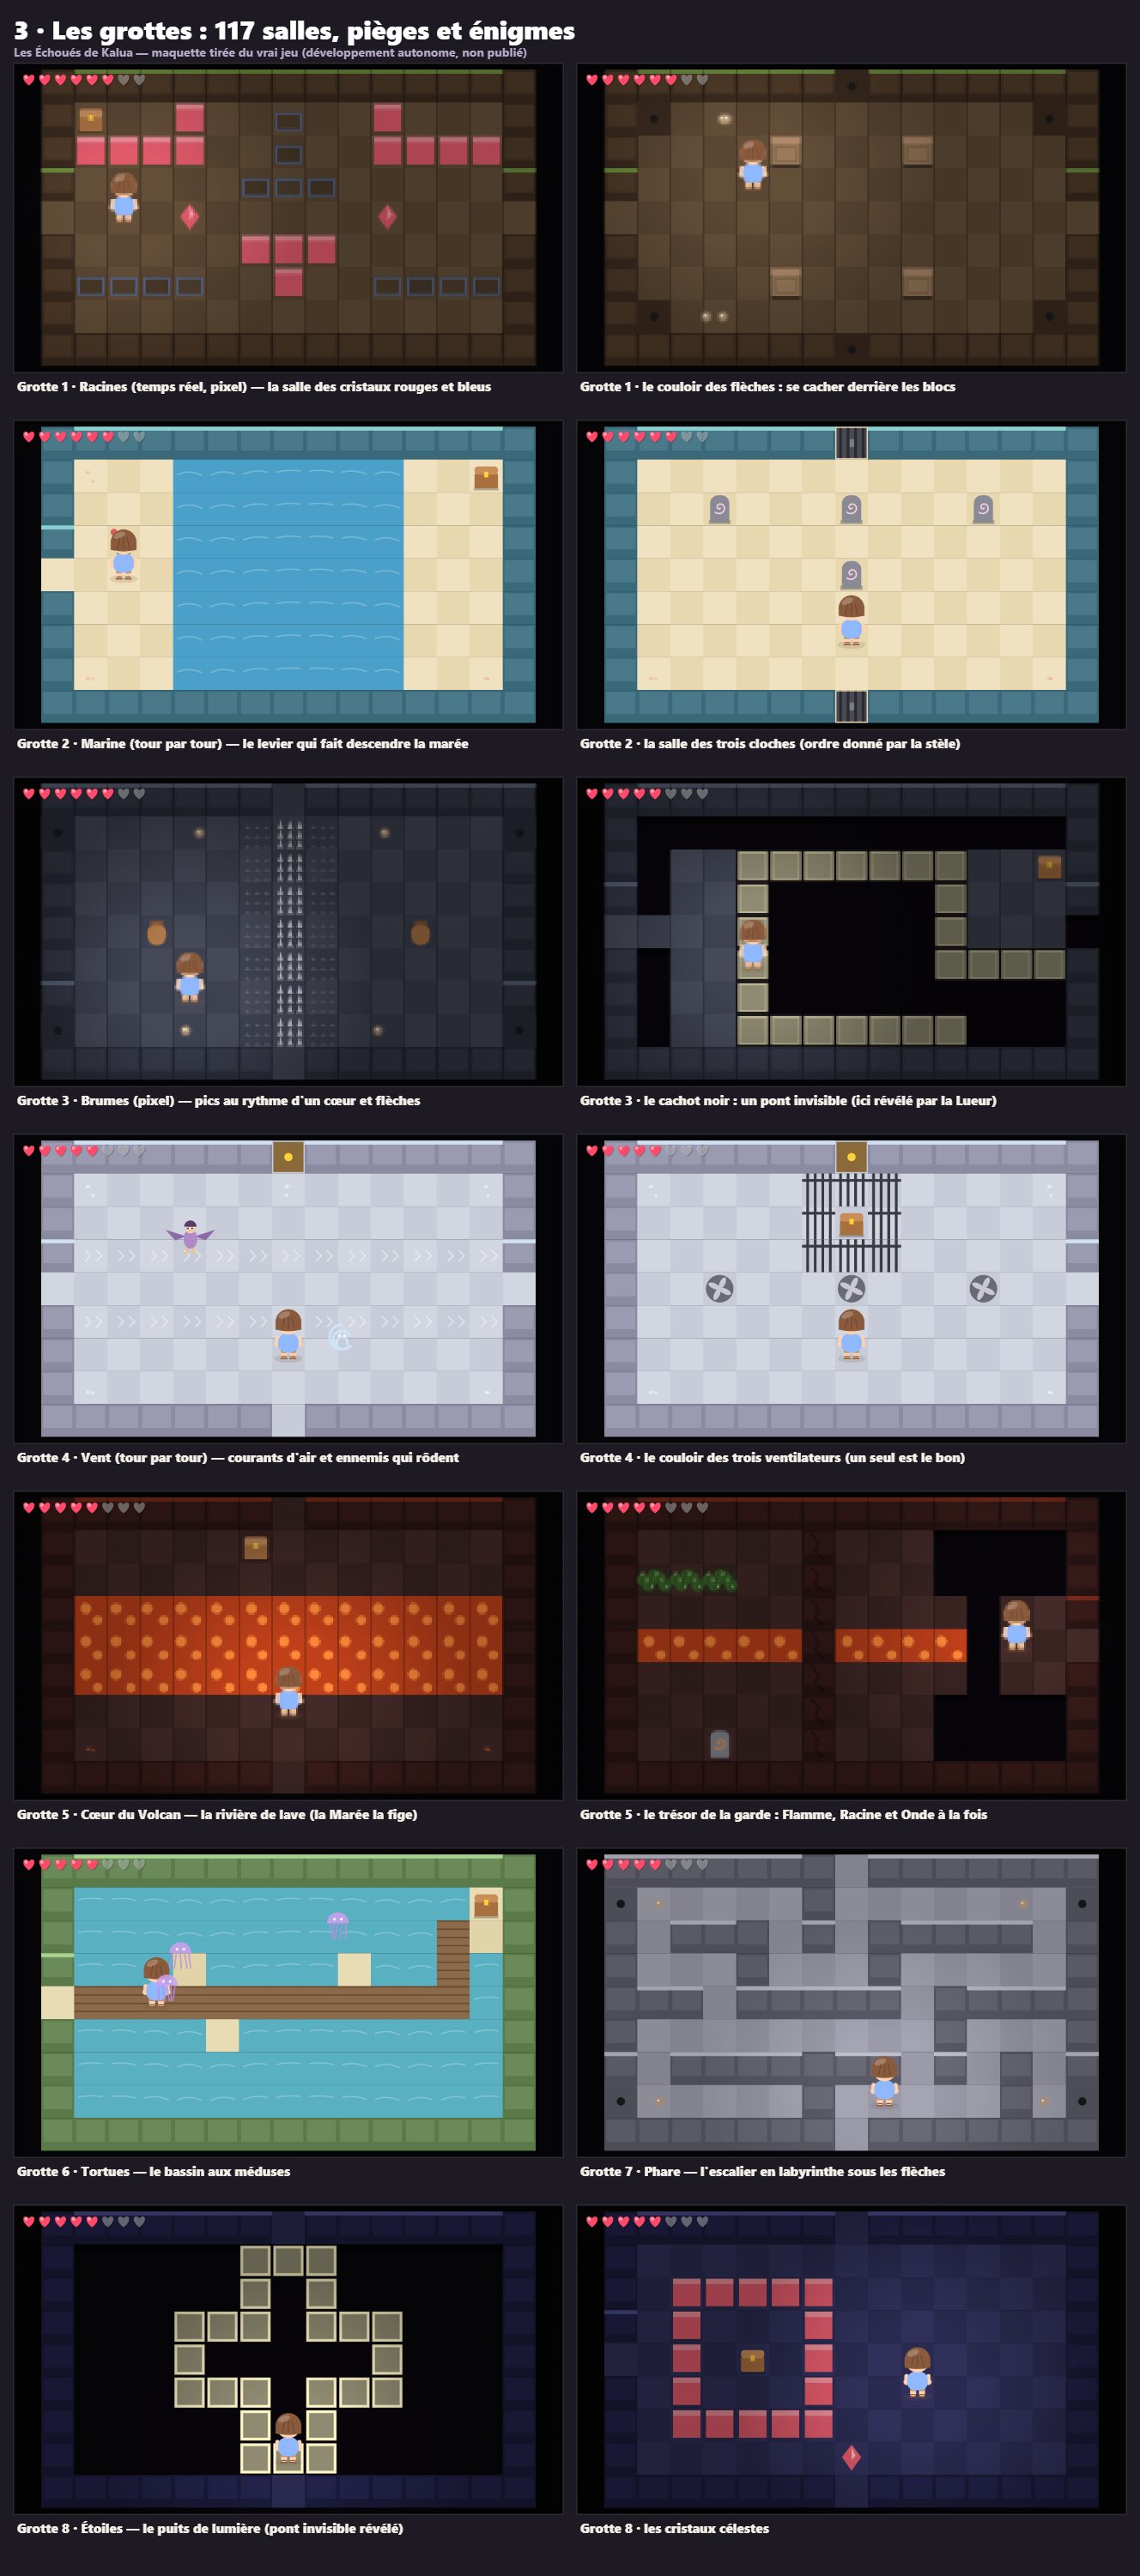 3 · Les grottes : 117 salles, pièges et énigmes
Les Échoués de Kalua — maquette tirée du vrai jeu (développement autonome, non publié)
Grotte 1 · Racines (temps réel, pixel) — la salle des cristaux rouges et bleus
Grotte 1 · le couloir des flèches : se cacher derrière les blocs
Grotte 2 · Marine (tour par tour) — le levier qui fait descendre la marée
Grotte 2 · la salle des trois cloches (ordre donné par la stèle)
Grotte 3 · Brumes (pixel) — pics au rythme d'un cœur et flèches
Grotte 3 · le cachot noir : un pont invisible (ici révélé par la Lueur)
Grotte 4 · Vent (tour par tour) — courants d'air et ennemis qui rôdent
Grotte 4 · le couloir des trois ventilateurs (un seul est le bon)
Grotte 5 · Cœur du Volcan — la rivière de lave (la Marée la fige)
Grotte 5 · le trésor de la garde : Flamme, Racine et Onde à la fois
Grotte 6 · Tortues — le bassin aux méduses
Grotte 7 · Phare — l'escalier en labyrinthe sous les flèches
Grotte 8 · Étoiles — le puits de lumière (pont invisible révélé)
Grotte 8 · les cristaux célestes